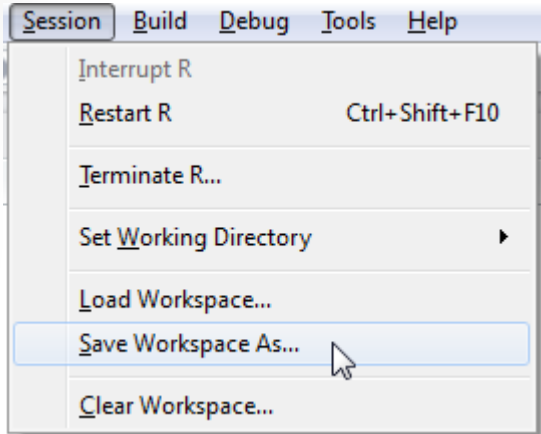 Session Build Debug Tools Help
Interrupt R
Restart R Ctrl+Shift+F10
Terminate R...
Set Working Directory
Load Workspace...
Save Workspace As...
Clear Workspace...